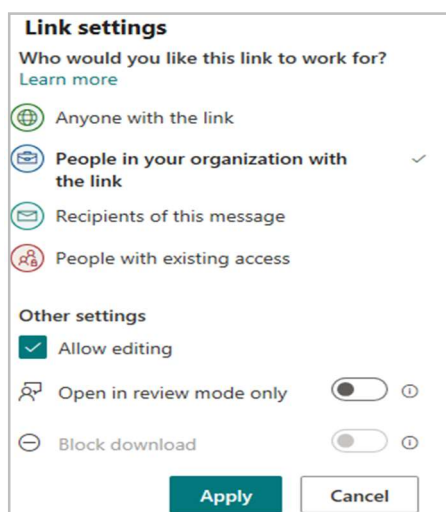 Link settings
Who would you like this link to work for?
Learn more
Anyone with the link
People in your organization with
the link
Recipients of this message
People with existing access
Other settings
Allow editing
Open in review mode only
Block download
Apply Cancel